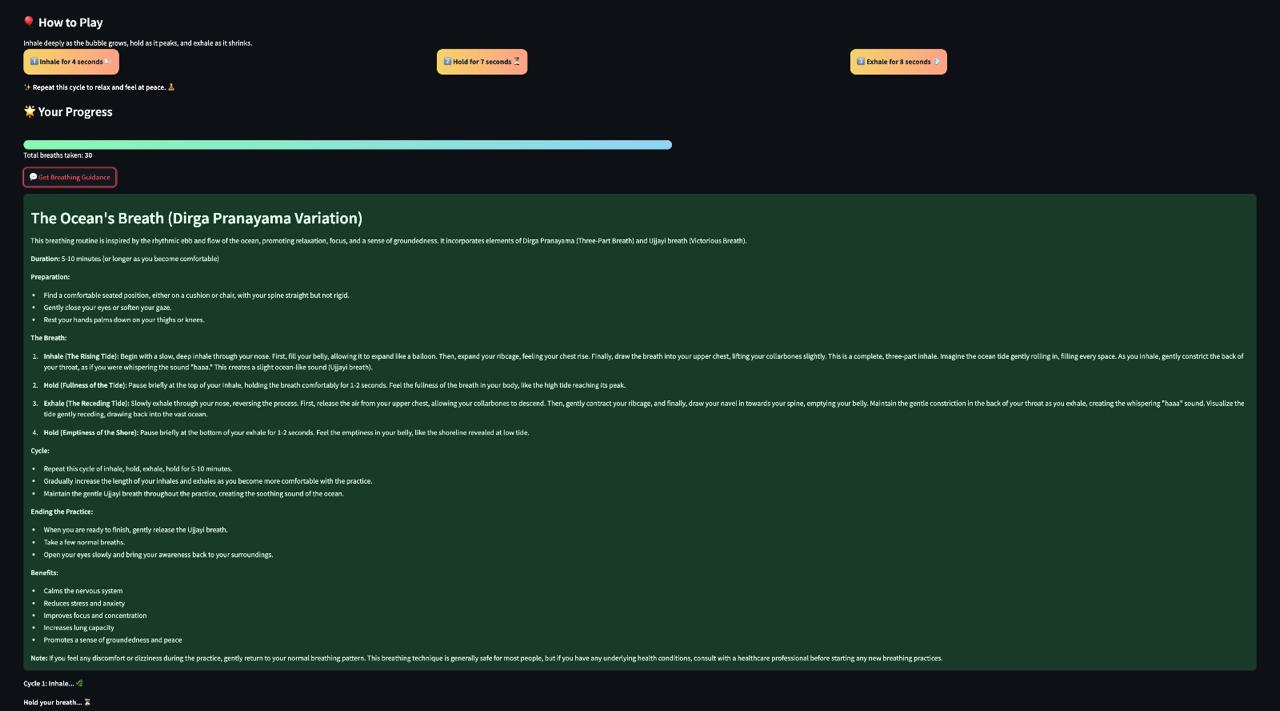 🎈 How to Play
Inhale deeply as the bubble grows, hold as it peaks, and exhale as it shrinks.
1️⃣ Inhale for 4 seconds 💨
2️⃣ Hold for 7 seconds ⏳
3️⃣ Exhale for 8 seconds 💨
✨ Repeat this cycle to relax and feel at peace. 🧘
🌟 Your Progress
Total breaths taken: 30
💬 Get Breathing Guidance
The Ocean's Breath (Dirga Pranayama Variation)
This breathing routine is inspired by the rhythmic ebb and flow of the ocean, promoting relaxation, focus, and a sense of groundedness. It incorporates elements of Dirga Pranayama (Three-Part Breath) and Ujjayi breath (Victorious Breath).
Duration: 5-10 minutes (or longer as you become comfortable)
Preparation:
• Find a comfortable seated position, either on a cushion or chair, with your spine straight but not rigid.
• Gently close your eyes or soften your gaze.
• Rest your hands palms down on your thighs or knees.
The Breath:
1. Inhale (The Rising Tide): Begin with a slow, deep inhale through your nose. First, fill your belly, allowing it to expand like a balloon. Then, expand your ribcage, feeling your chest rise. Finally, draw the breath into your upper chest, lifting your collarbones slightly. This is a complete, three-part inhale. Imagine the ocean tide gently rolling in, filling every space. As you inhale, gently constrict the back of
your throat, as if you were whispering the sound "haaa." This creates a slight ocean-like sound (Ujjayi breath).
2. Hold (Fullness of the Tide): Pause briefly at the top of your inhale, holding the breath comfortably for 1-2 seconds. Feel the fullness of the breath in your body, like the high tide reaching its peak.
3. Exhale (The Receding Tide): Slowly exhale through your nose, reversing the process. First, release the air from your upper chest, allowing your collarbones to descend. Then, gently contract your ribcage, and finally, draw your navel in towards your spine, emptying your belly. Maintain the gentle constriction in the back of your throat as you exhale, creating the whispering "haaa" sound. Visualize the
tide gently receding, drawing back into the vast ocean.
4. Hold (Emptiness of the Shore): Pause briefly at the bottom of your exhale for 1-2 seconds. Feel the emptiness in your belly, like the shoreline revealed at low tide.
Cycle:
• Repeat this cycle of inhale, hold, exhale, hold for 5-10 minutes.
• Gradually increase the length of your inhales and exhales as you become more comfortable with the practice.
• Maintain the gentle Ujjayi breath throughout the practice, creating the soothing sound of the ocean.
Ending the Practice:
• When you are ready to finish, gently release the Ujjayi breath.
• Take a few normal breaths.
• Open your eyes slowly and bring your awareness back to your surroundings.
Benefits:
• Calms the nervous system
• Reduces stress and anxiety
• Improves focus and concentration
• Increases lung capacity
• Promotes a sense of groundedness and peace
Note: If you feel any discomfort or dizziness during the practice, gently return to your normal breathing pattern. This breathing technique is generally safe for most people, but if you have any underlying health conditions, consult with a healthcare professional before starting any new breathing practices.
Cycle 1: Inhale... 🌿
Hold your breath... ⏳